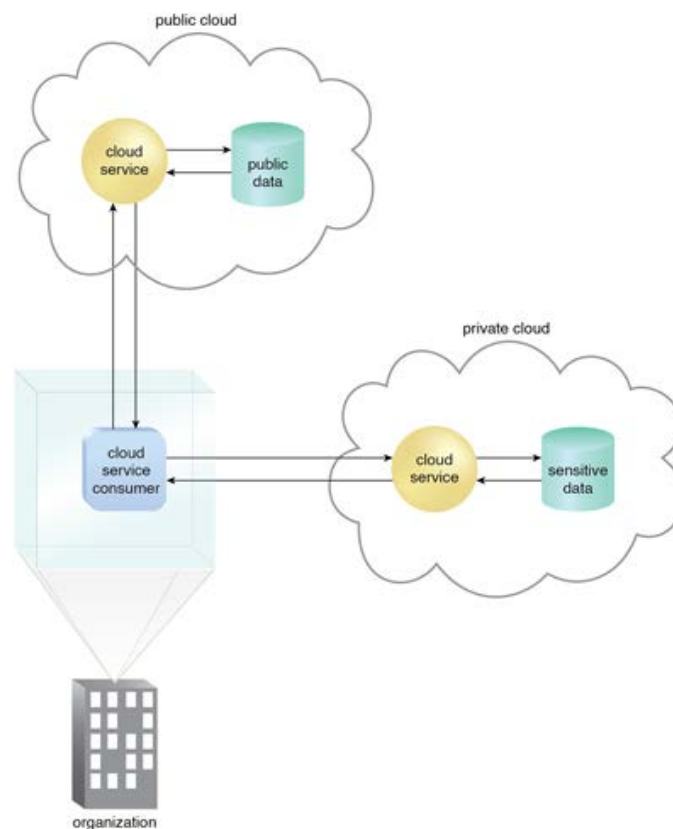 public cloud
cloud
service
public
data
private cloud
cloud
service
consumer
cloud
service
sensitive
data
organization